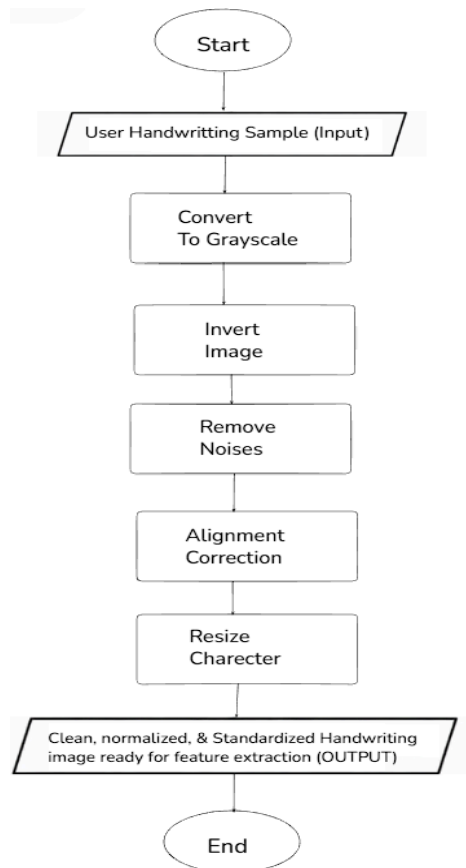 Start
User Handwritting Sample (Input)
Convert
To Grayscale
Invert
Image
Remove
Noises
Alignment
Correction
Resize
Charecter
Clean, normalized, & Standardized Handwriting
image ready for feature extraction (OUTPUT)
End